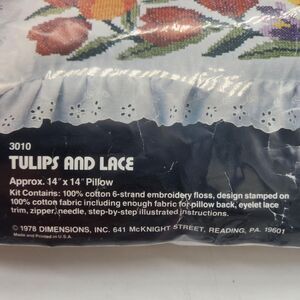 3010
TULIPS AND LACE
Approx. 14" x 14" Pillow
Kit Contains: 100% cotton 6-strand embroidery floss, design stamped on
100% cotton fabric including enough fabric for pillow back, eyelet lace
trim, zipper, needle, step-by-step illustrated instructions.
© 1978 DIMENSIONS, INC. 641 McKNIGHT STREET, READING, PA. 19601
Made and Printed in U.S.A.